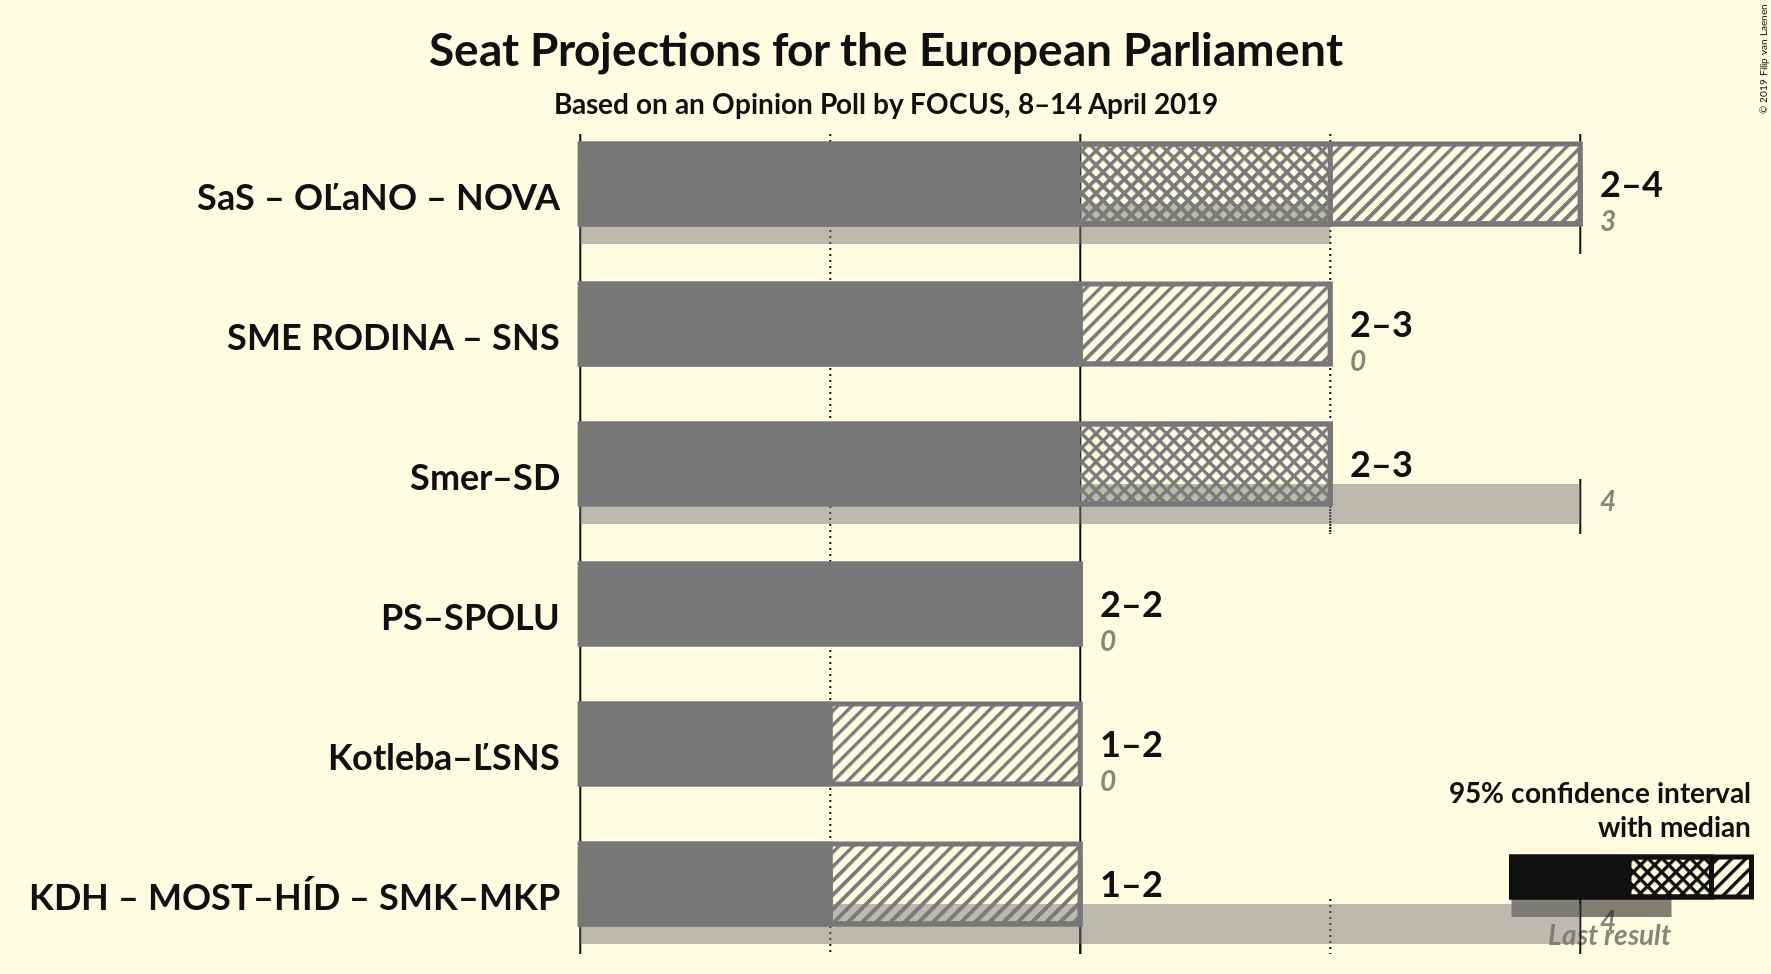 Seat Projections for the European Parliament
Based on an Opinion Poll by FOCUS, 8–14 April 2019
© 2019 Filip van Laenen
SaS – OĽaNO – NOVA
2–4
3
SME RODINA – SNS
2–3
0
Smer–SD
2–3
4
PS–SPOLU
2–2
0
Kotleba–ĽSNS
1–2
0
KDH – MOST–HÍD – SMK–MKP
1–2
4
95% confidence interval
with median
Last result